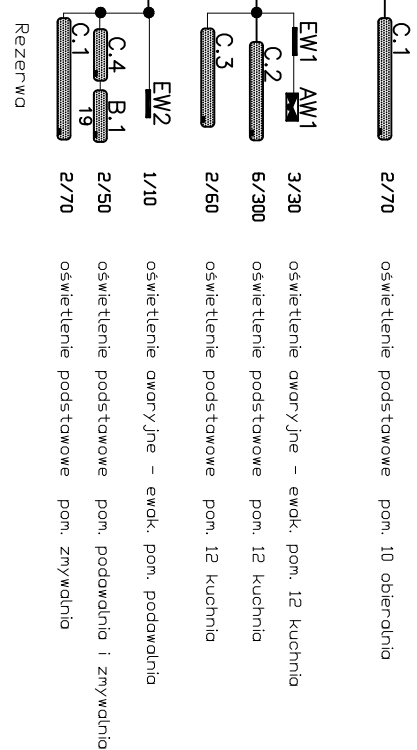 C.1 2/70 oświetlenie podstawowe pom. 10 obieralnia
EW1 AW1 3/30 oświetlenie awaryjne - ewak. pom. 12 kuchnia
C.2 6/300 oświetlenie podstawowe pom. 12 kuchnia
C.3 2/60 oświetlenie podstawowe pom. 12 kuchnia
EW2 1/10 oświetlenie awaryjne - ewak. pom. podawalnia
C.4 B.1 19 2/50 oświetlenie podstawowe pom. podawalnia i zmywalnia
C.1 2/70 oświetlenie podstawowe pom. zmywalnia
Rezerwa